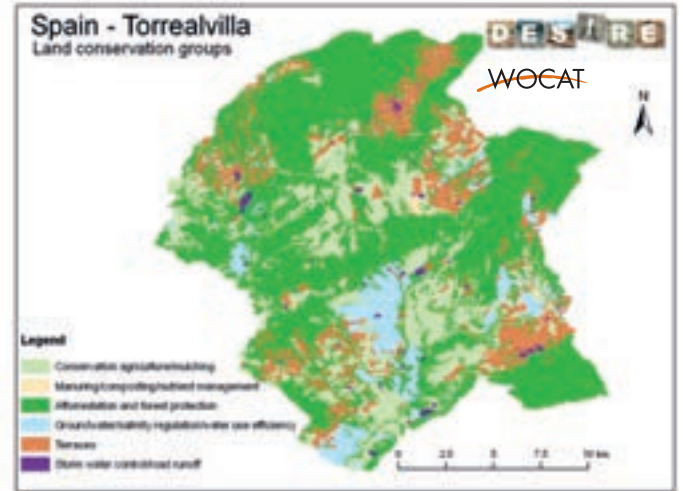 Spain - Torrealvilla
Land conservation groups
DESIRE
WOCAT
N
Legend
Conservation agriculture/mulching
Manuring/composting/nutrient management
Afforestation and forest protection
Groundwater/salinity regulation/water use efficiency
Terraces
Storm water control/road runoff
0 2.5 5 7.5 10 km